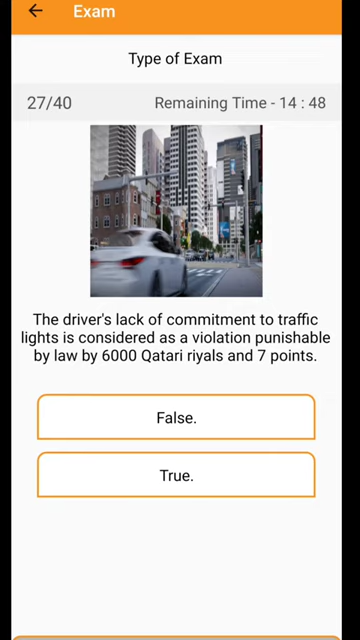 Exam
Type of Exam
27/40
Remaining Time - 14 : 48
The driver's lack of commitment to traffic
lights is considered as a violation punishable
by law by 6000 Qatari riyals and 7 points.
False.
True.